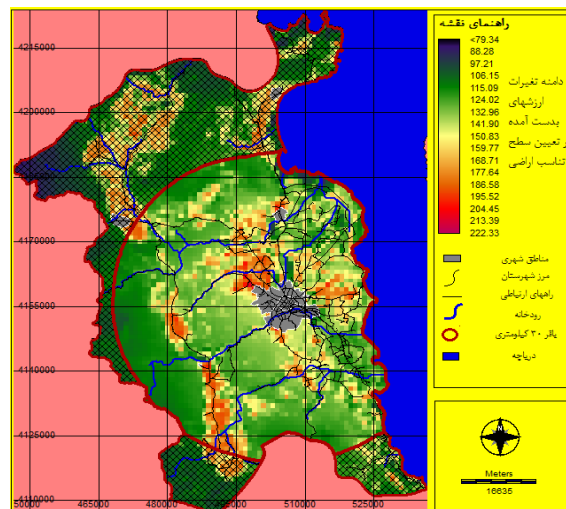 راهنمای نقشه
<79.34
88.28
97.21
106.15
115.09
124.02
132.96
141.90
150.83
159.77
168.71
177.64
186.58
195.52
204.45
213.39
222.33
دامنه تغییرات
ارزشهای
بدست آمده
ر تعیین سطح
تناسب اراضی
مناطق شهری
مرز شهرستان
راههای ارتباطی
رودخانه
بافر ۳۰ کیلومتری
دریاچه
Meters
16635
4215000
4200000
4170000
4155000
4140000
4125000
465000
480000
510000
525000